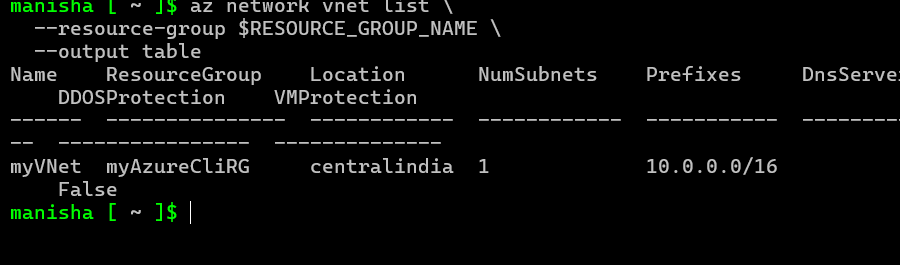 manisha [ ~ ]$ az network vnet list \
  --resource-group $RESOURCE_GROUP_NAME \
  --output table
Name    ResourceGroup    Location      NumSubnets    Prefixes     DnsServe
    DDOSProtection    VMProtection
------  ---------------  ------------  ------------  -----------  --------
--  ----------------  --------------
myVNet  myAzureCliRG     centralindia  1             10.0.0.0/16
    False
manisha [ ~ ]$